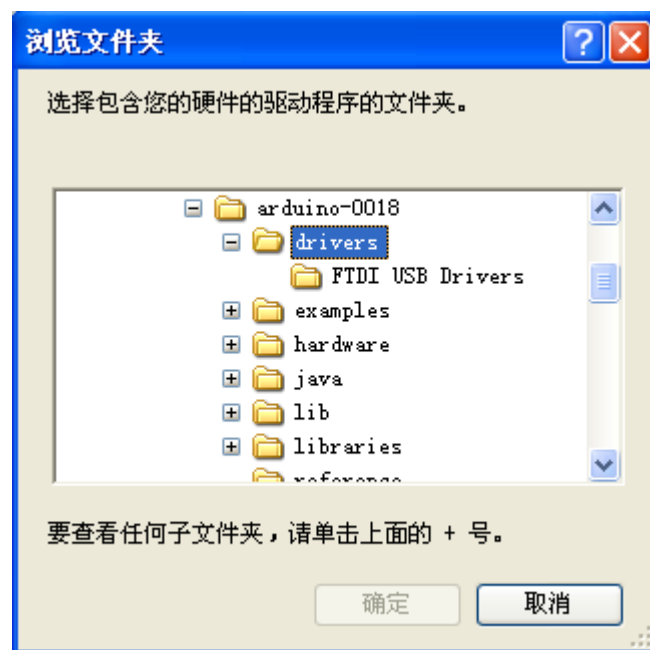 浏览文件夹
选择包含您的硬件的驱动程序的文件夹。
arduino-0018
drivers
FTDI USB Drivers
examples
hardware
java
lib
libraries
reference
要查看任何子文件夹，请单击上面的 + 号。
确定
取消